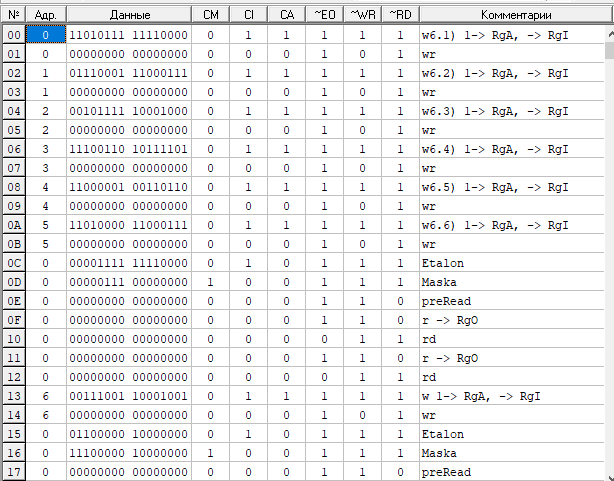 № Адр. Данные CM CI CA ~EO ~WR ~RD Комментарии
00 0 11010111 11110000 0 1 1 1 1 1 w6.1) 1-> RgA, -> RgI
01 0 00000000 00000000 0 0 0 1 0 1 wr
02 1 01110001 11000111 0 1 1 1 1 1 w6.2) 1-> RgA, -> RgI
03 1 00000000 00000000 0 0 0 1 0 1 wr
04 2 00101111 10001000 0 1 1 1 1 1 w6.3) 1-> RgA, -> RgI
05 2 00000000 00000000 0 0 0 1 0 1 wr
06 3 11100110 10111101 0 1 1 1 1 1 w6.4) 1-> RgA, -> RgI
07 3 00000000 00000000 0 0 0 1 0 1 wr
08 4 11000001 00110110 0 1 1 1 1 1 w6.5) 1-> RgA, -> RgI
09 4 00000000 00000000 0 0 0 1 0 1 wr
0A 5 11010000 11000111 0 1 1 1 1 1 w6.6) 1-> RgA, -> RgI
0B 5 00000000 00000000 0 0 0 1 0 1 wr
0C 0 00001111 11110000 0 1 0 1 1 1 Etalon
0D 0 00000111 00000000 1 0 0 1 1 1 Maska
0E 0 00000000 00000000 0 0 0 1 1 0 preRead
0F 0 00000000 00000000 0 0 0 1 1 0 r -> RgO
10 0 00000000 00000000 0 0 0 0 1 1 rd
11 0 00000000 00000000 0 0 0 1 1 0 r -> RgO
12 0 00000000 00000000 0 0 0 0 1 1 rd
13 6 00111001 10001001 0 1 1 1 1 1 w 1-> RgA, -> RgI
14 6 00000000 00000000 0 0 0 1 0 1 wr
15 0 01100000 10000000 0 1 0 1 1 1 Etalon
16 0 11100000 10000000 1 0 0 1 1 1 Maska
17 0 00000000 00000000 0 0 0 1 1 0 preRead